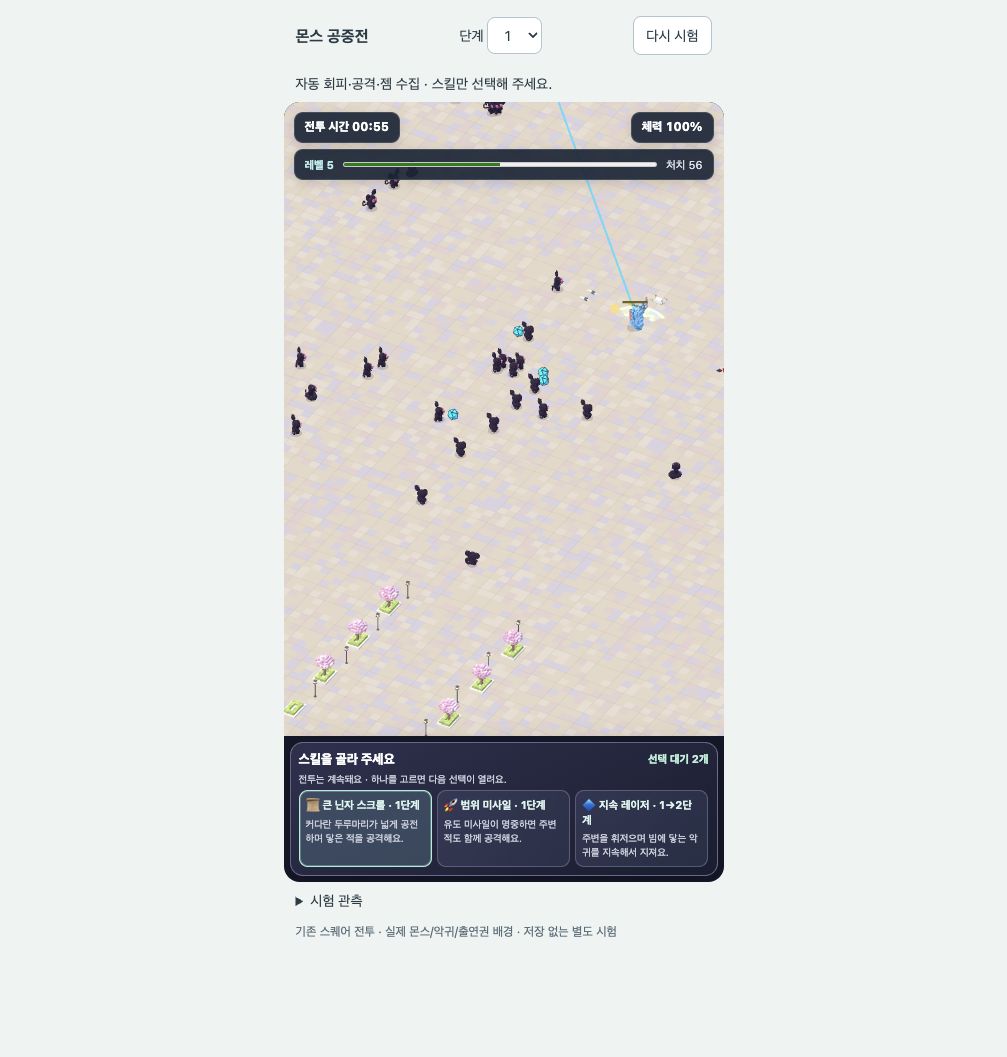 몬스 공중전
단계 1
다시 시험
자동 회피·공격·젬 수집 · 스킬만 선택해 주세요.
전투 시간 00:55
체력 100%
레벨 5
처치 56
스킬을 골라 주세요
선택 대기 2개
전투는 계속돼요 · 하나를 고르면 다음 선택이 열려요.
큰 닌자 스크롤 · 1단계
커다란 두루마리가 넓게 공전
하며 닿은 적을 공격해요.
범위 미사일 · 1단계
유도 미사일이 명중하면 주변
적도 함께 공격해요.
지속 레이저 · 1→2단
계
주변을 휘저으며 빔에 닿는 악
귀를 지속해서 지져요.
▶ 시험 관측
기존 스퀘어 전투 · 실제 몬스/악귀/출연권 배경 · 저장 없는 별도 시험